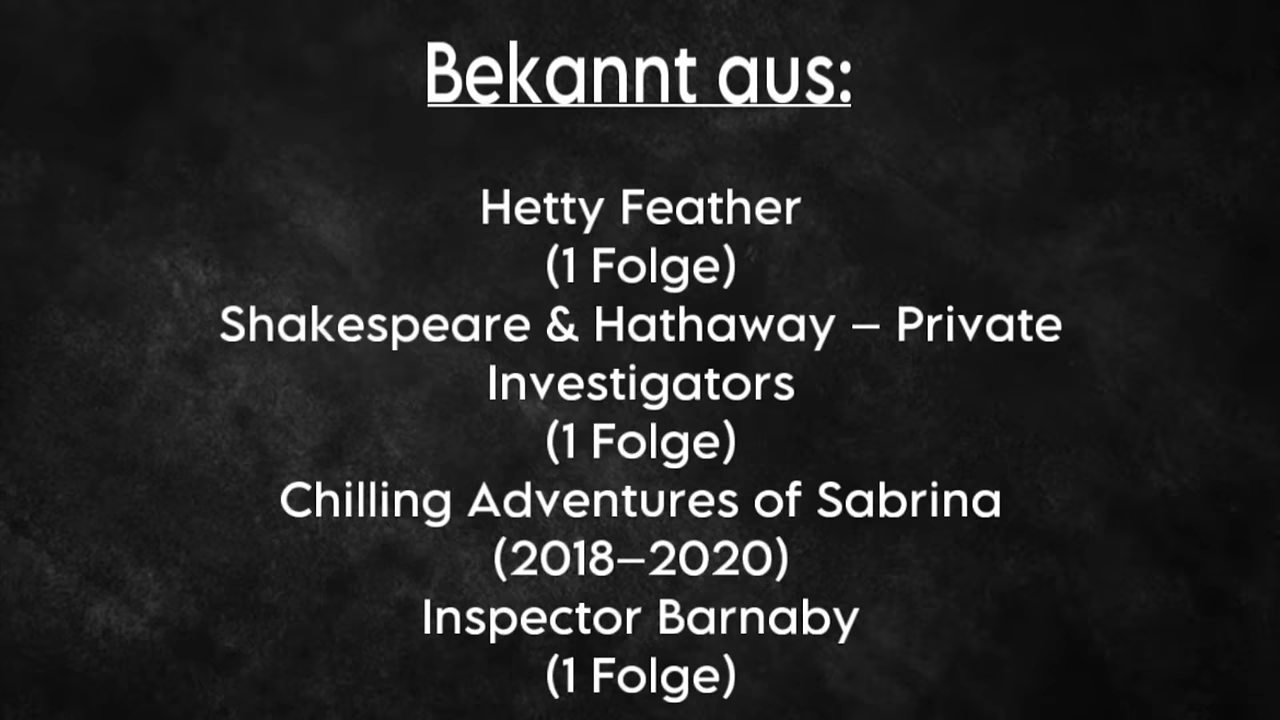 Bekannt aus:
Hetty Feather
(1 Folge)
Shakespeare & Hathaway – Private
Investigators
(1 Folge)
Chilling Adventures of Sabrina
(2018–2020)
Inspector Barnaby
(1 Folge)